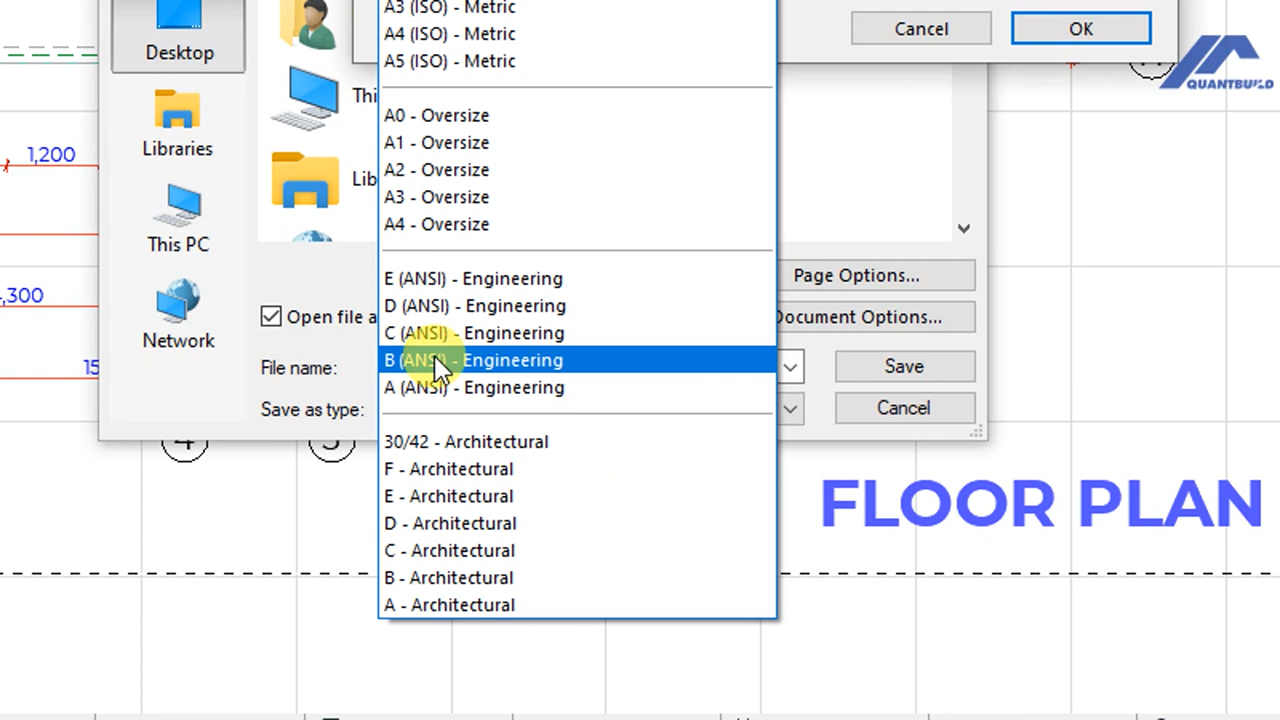 A3 (ISO) - Metric
Desktop
A4 (ISO) - Metric
A5 (ISO) - Metric
Cancel
OK
QUANTBUILD
Libraries
Thi
A0 - Oversize
A1 - Oversize
1,200
Lib
A2 - Oversize
A3 - Oversize
A4 - Oversize
This PC
E (ANSI) - Engineering
Page Options...
,300
D (ANSI) - Engineering
Network
Open file a
C (ANSI) - Engineering
Document Options...
15
File name:
B (ANSI) - Engineering
Save
A (ANSI) - Engineering
Save as type:
Cancel
4
30/42 - Architectural
F - Architectural
E - Architectural
D - Architectural
C - Architectural
B - Architectural
A - Architectural
FLOOR PLAN